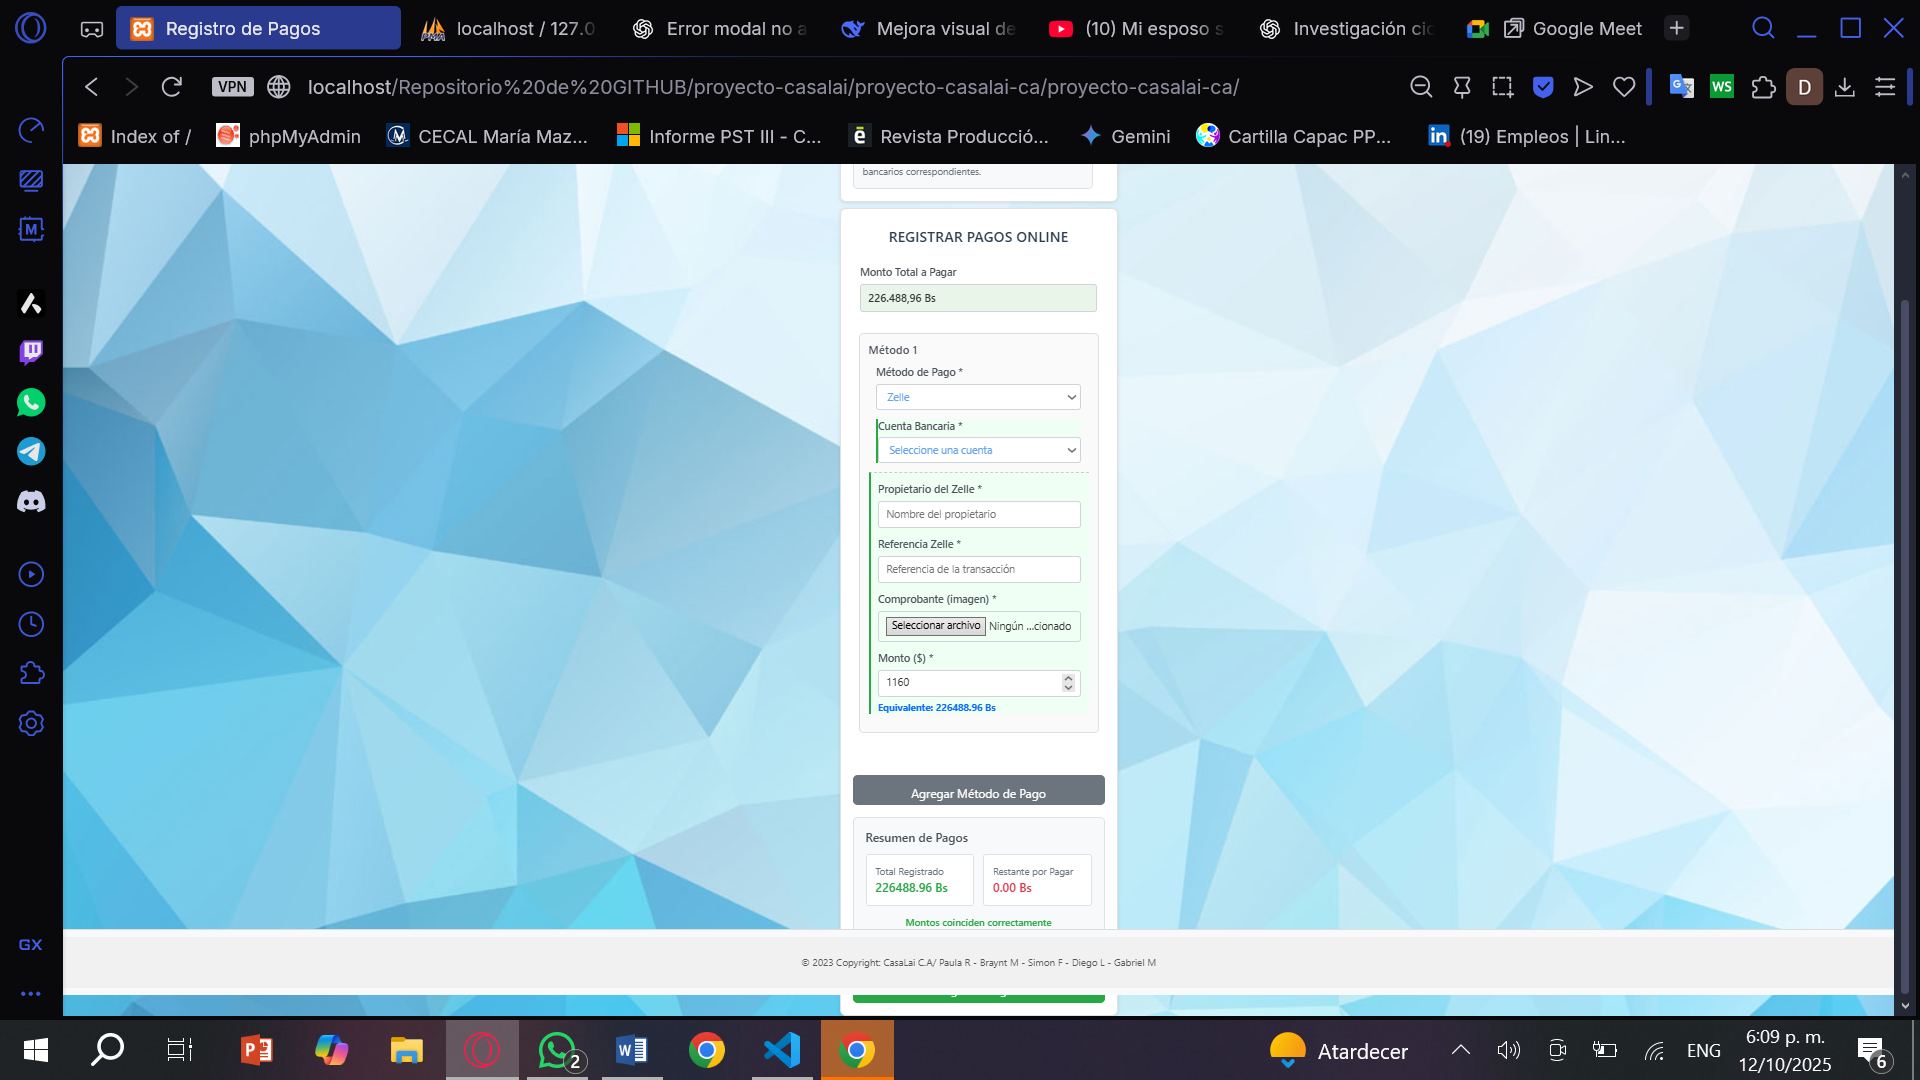 Registro de Pagos
localhost / 127.0
Error modal no a
Mejora visual de
(10) Mi esposo s
Investigación cic
Google Meet
VPN
localhost/Repositorio%20de%20GITHUB/proyecto-casalai/proyecto-casalai-ca/proyecto-casalai-ca/
WS
D
Index of /
phpMyAdmin
CECAL María Maz...
Informe PST III - C...
Revista Producció...
Gemini
Cartilla Capac PP...
(19) Empleos | Lin...
bancarios correspondientes.
REGISTRAR PAGOS ONLINE
Monto Total a Pagar
226.488,96 Bs
Método 1
Método de Pago *
Zelle
Cuenta Bancaria *
Seleccione una cuenta
Propietario del Zelle *
Nombre del propietario
Referencia Zelle *
Referencia de la transacción
Comprobante (imagen) *
Seleccionar archivo Ningún ...cionado
Monto ($) *
1160
Equivalente: 226488.96 Bs
Agregar Método de Pago
Resumen de Pagos
Total Registrado
226488.96 Bs
Restante por Pagar
0.00 Bs
Montos coinciden correctamente
© 2023 Copyright: CasaLai C.A/ Paula R - Braynt M - Simon F - Diego L - Gabriel M
GX
2
Atardecer
ENG
6:09 p. m.
12/10/2025
6